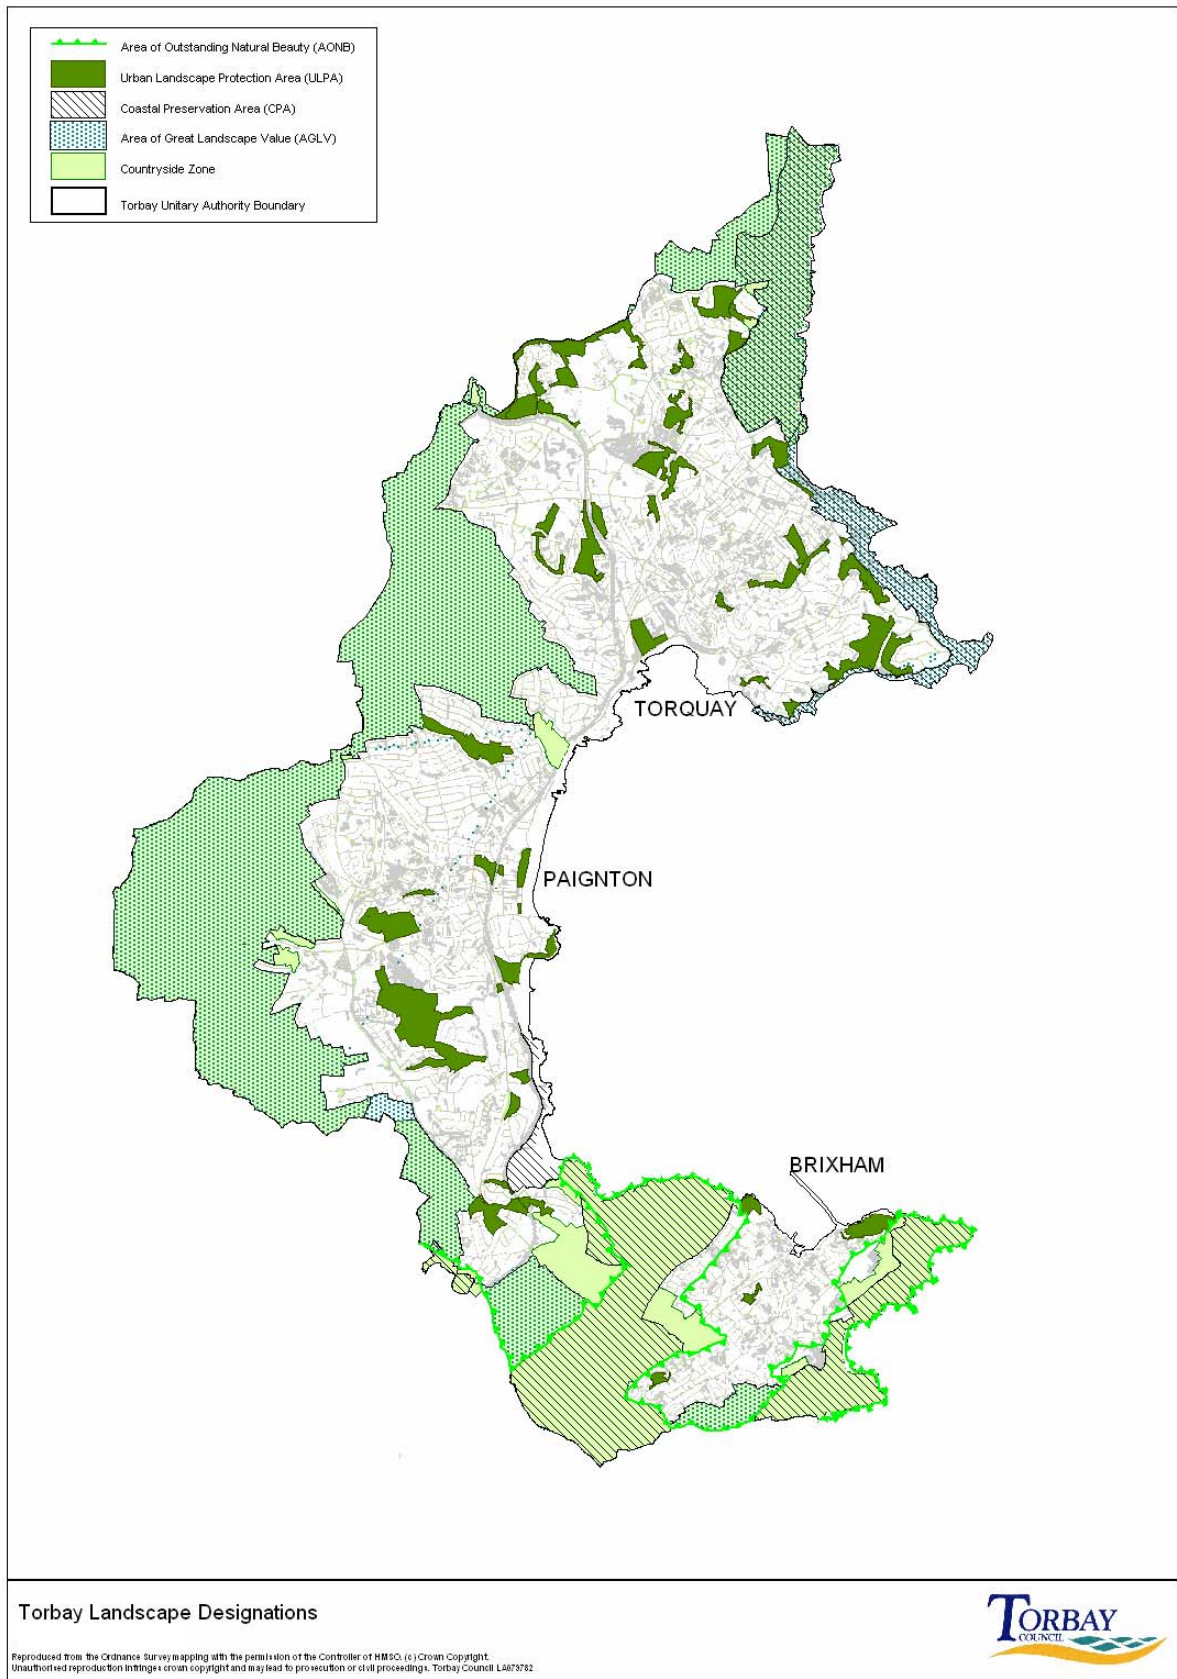 Area of Outstanding Natural Beauty (AONB)
Urban Landscape Protection Area (ULPA)
Coastal Preservation Area (CPA)
Area of Great Landscape Value (AGLV)
Countryside Zone
Torbay Unitary Authority Boundary
TORQUAY
PAIGNTON
BRIXHAM
Torbay Landscape Designations
TORBAY
COUNCIL
Reproduced from the Ordnance Survey mapping with the permission of the Controller of HMSO. (c) Crown Copyright.
Unauthorised reproduction infringes crown copyright and may lead to prosecution or civil proceedings. Torbay Council LA079782